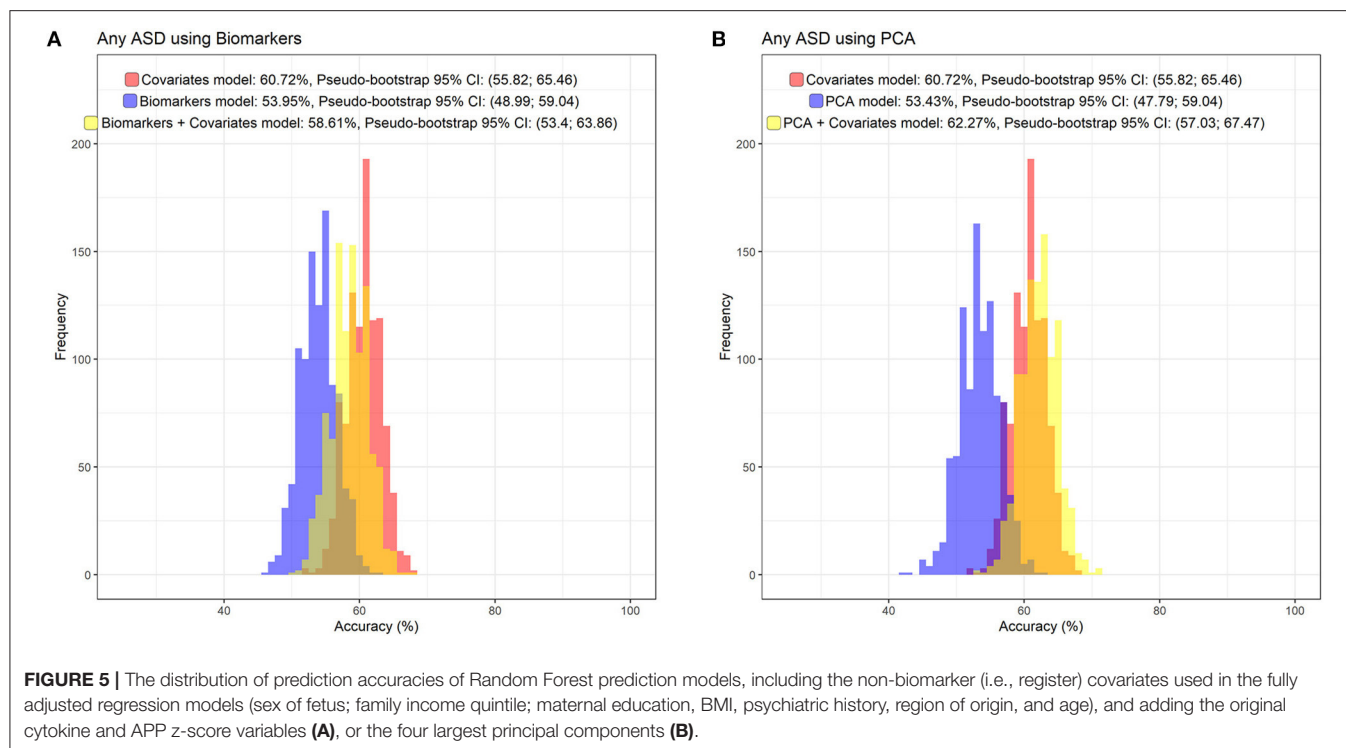 A Any ASD using Biomarkers
Covariates model: 60.72%, Pseudo-bootstrap 95% CI: (55.82; 65.46)
Biomarkers model: 53.95%, Pseudo-bootstrap 95% CI: (48.99; 59.04)
Biomarkers + Covariates model: 58.61%, Pseudo-bootstrap 95% CI: (53.4; 63.86)
200
150
100
50
0
Frequency
40 60 80 100
Accuracy (%)
B Any ASD using PCA
Covariates model: 60.72%, Pseudo-bootstrap 95% CI: (55.82; 65.46)
PCA model: 53.43%, Pseudo-bootstrap 95% CI: (47.79; 59.04)
PCA + Covariates model: 62.27%, Pseudo-bootstrap 95% CI: (57.03; 67.47)
200
150
100
50
0
Frequency
40 60 80 100
Accuracy (%)
FIGURE 5 | The distribution of prediction accuracies of Random Forest prediction models, including the non-biomarker (i.e., register) covariates used in the fully
adjusted regression models (sex of fetus; family income quintile; maternal education, BMI, psychiatric history, region of origin, and age), and adding the original
cytokine and APP z-score variables (A), or the four largest principal components (B).